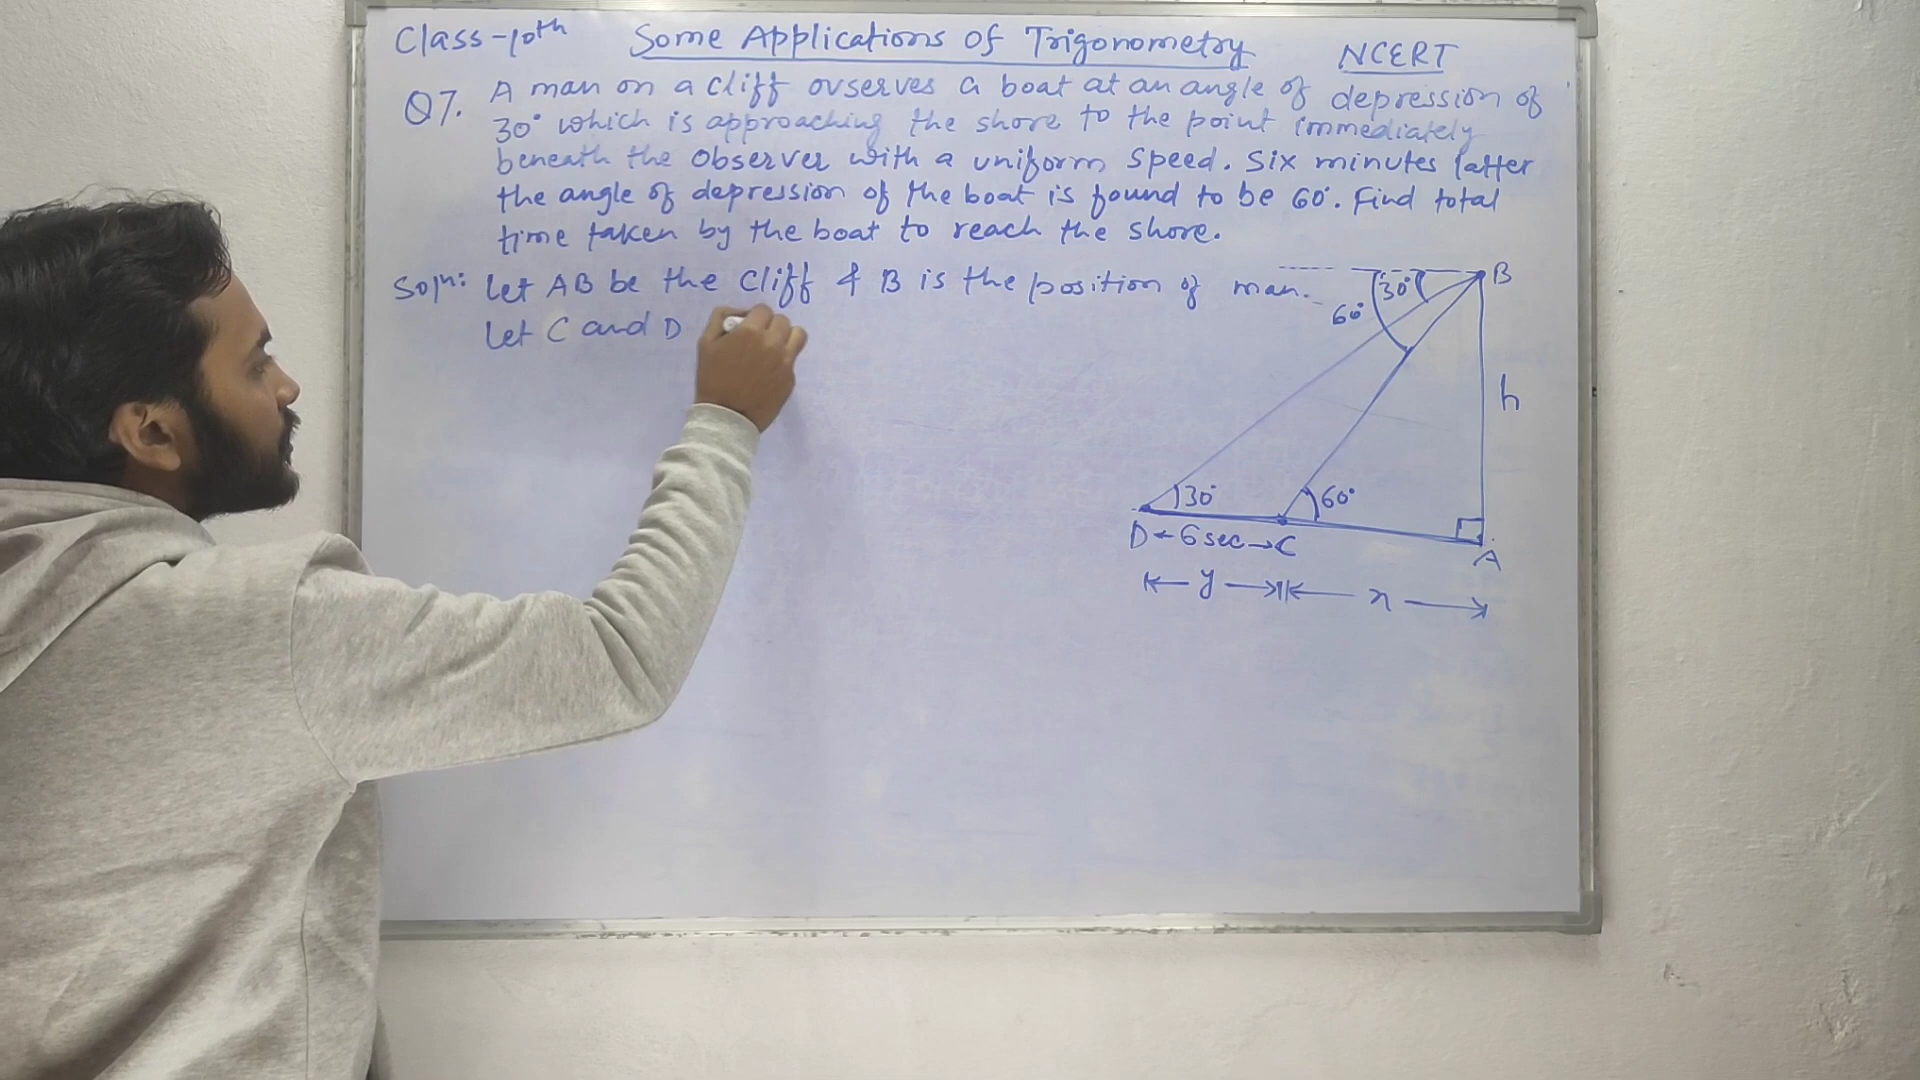 Class-10th Some Applications of Trigonometry NCERT
Q7. A man on a cliff ovserves a boat at an angle of depression of
30° which is approaching the shore to the point immediately
beneath the observer with a uniform speed. Six minutes latter
the angle of depression of the boat is found to be 60°. Find total
time taken by the boat to reach the shore.
Soln: Let AB be the cliff & B is the position of man.
Let C and D
B
30°
60°
h
30°
60°
D ← 6 sec → C
A
y
x